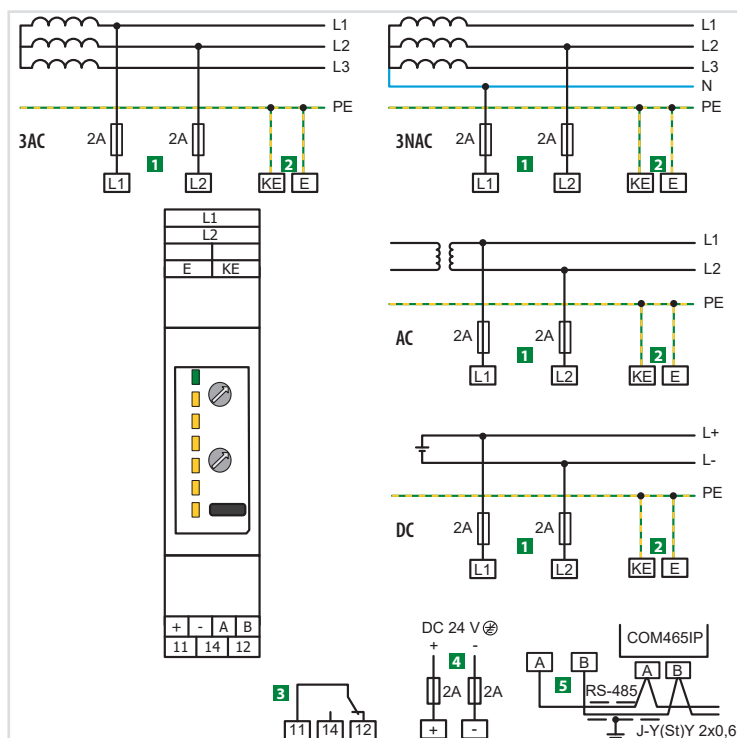 L1
L2
L3
PE
3AC
2A
2A
1
2
L1
L2
KE
E
L1
L2
L3
N
PE
3NAC
2A
2A
1
2
L1
L2
KE
E
L1
L2
E KE
+ - A B
11 14 12
L1
L2
PE
AC
2A
2A
1
2
L1
L2
KE
E
L+
L-
PE
DC
2A
2A
1
2
L1
L2
KE
E
3
11 14 12
DC 24 V
+ -
4
2A 2A
+ -
COM465IP
A B
A B
5
RS-485
J-Y(St)Y 2x0,6